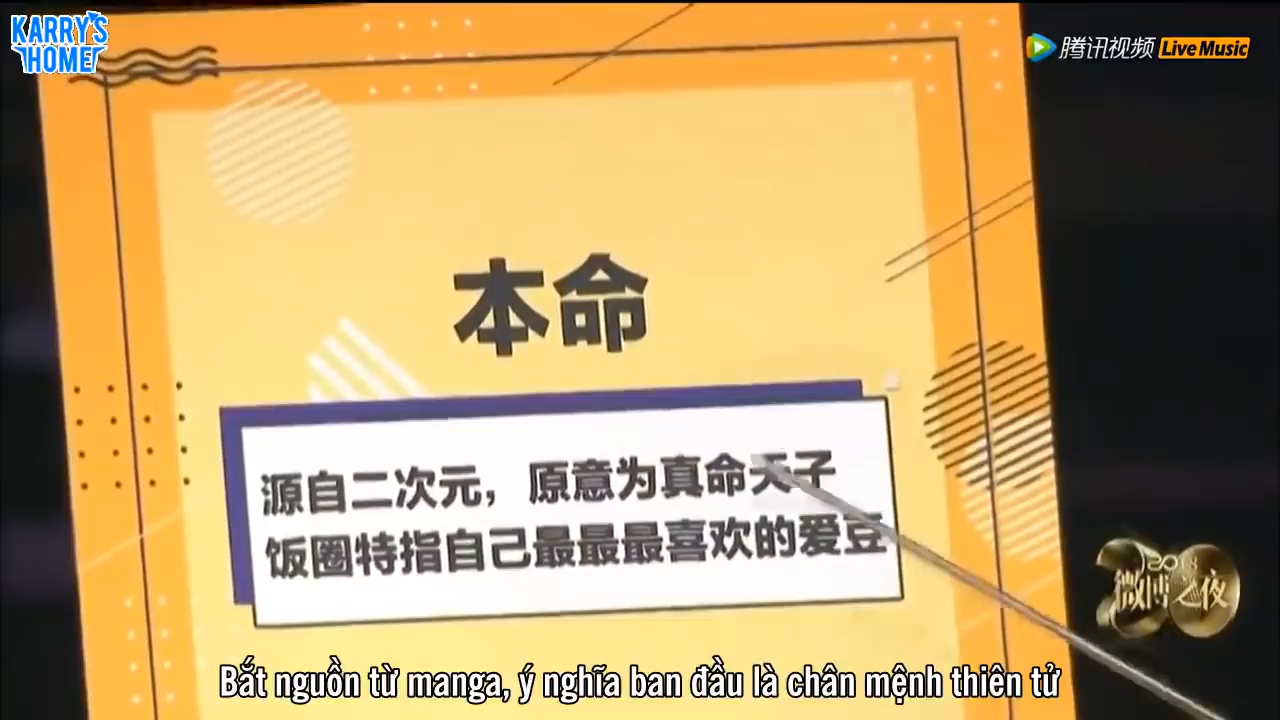 KARRY'S
HOME
腾讯视频 Live Music
本命
源自二次元，原意为真命天子
饭圈特指自己最最最喜欢的爱豆
2018
微博之夜
Bắt nguồn từ manga, ý nghĩa ban đầu là chân mệnh thiên tử